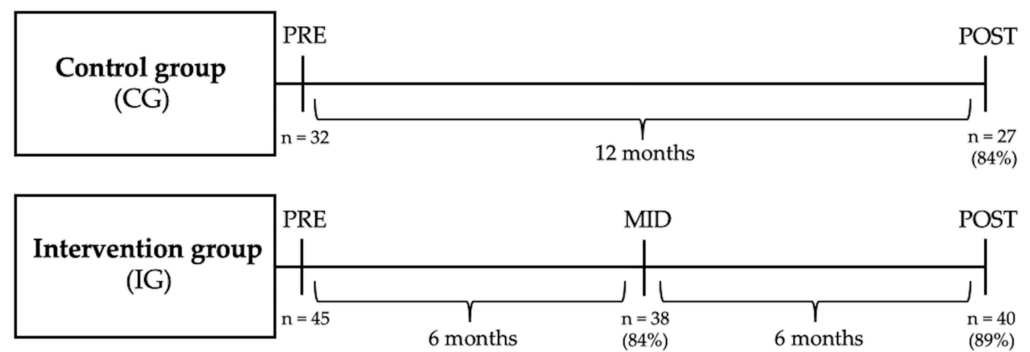 PRE
POST
Control group
(CG)
n = 32
12 months
n = 27
(84%)
PRE
MID
POST
Intervention group
(IG)
n = 45
6 months
n = 38
(84%)
6 months
n = 40
(89%)